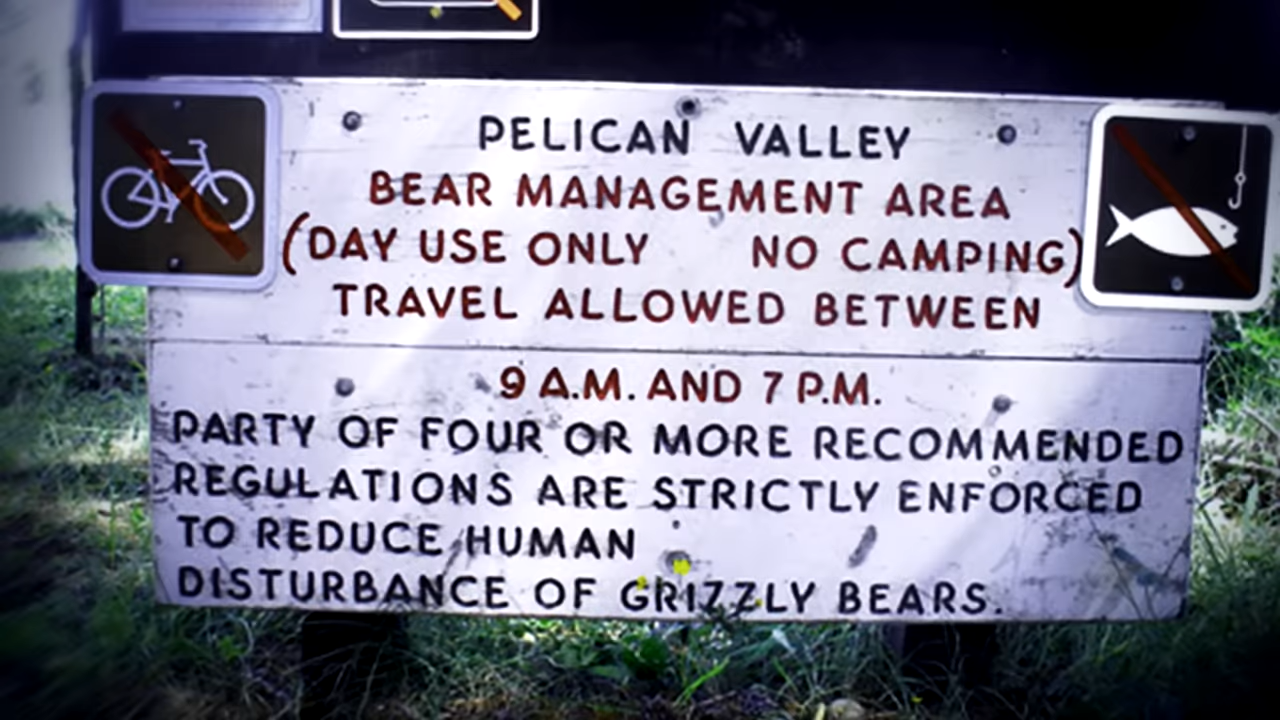 PELICAN VALLEY
BEAR MANAGEMENT AREA
(DAY USE ONLY NO CAMPING)
TRAVEL ALLOWED BETWEEN
9 A.M. AND 7 P.M.
PARTY OF FOUR OR MORE RECOMMENDED
REGULATIONS ARE STRICTLY ENFORCED
TO REDUCE HUMAN
DISTURBANCE OF GRIZZLY BEARS.